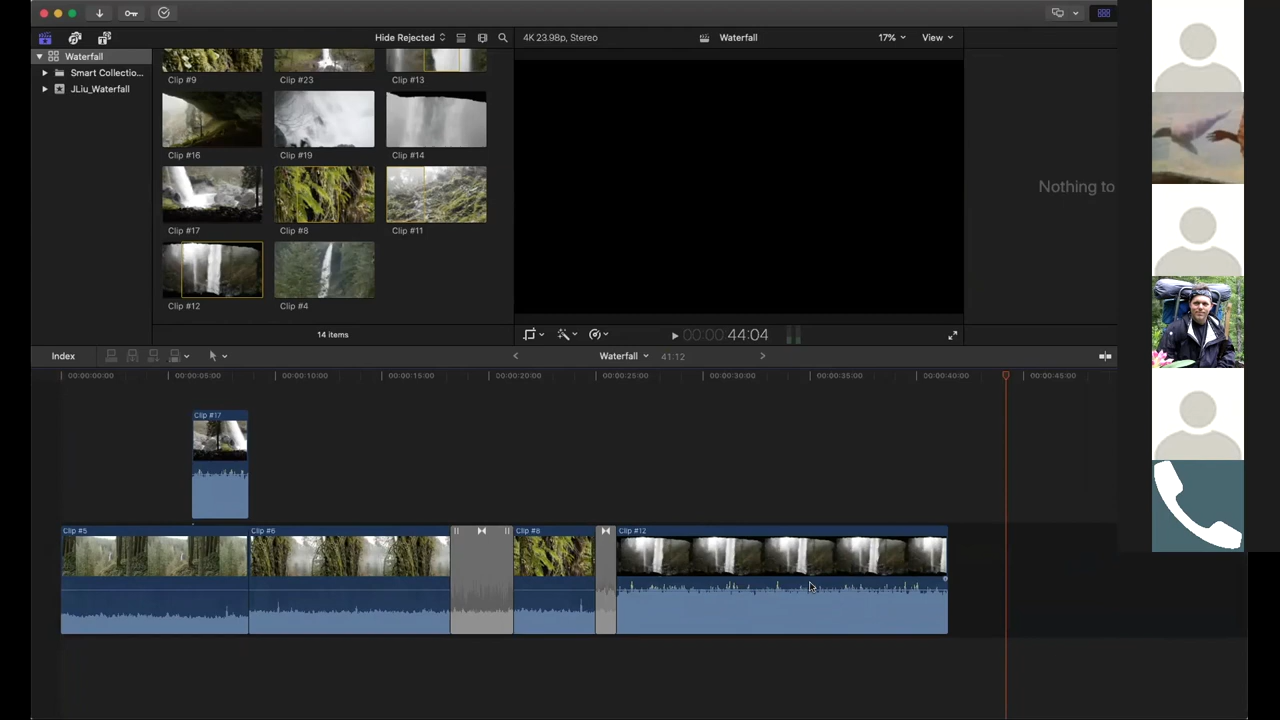 Hide Rejected
4K 23.98p, Stereo
Waterfall
17%
View
Waterfall
Smart Collectio...
JLiu_Waterfall
Clip #9
Clip #23
Clip #13
Clip #16
Clip #19
Clip #14
Clip #17
Clip #8
Clip #11
Clip #12
Clip #4
14 items
Nothing to
00:00 44:04
Index
Waterfall
41:12
00:00:00:00
00:00:05:00
00:00:10:00
00:00:15:00
00:00:20:00
00:00:25:00
00:00:30:00
00:00:35:00
00:00:40:00
00:00:45:00
Clip #17
Clip #5
Clip #6
Clip #8
Clip #12